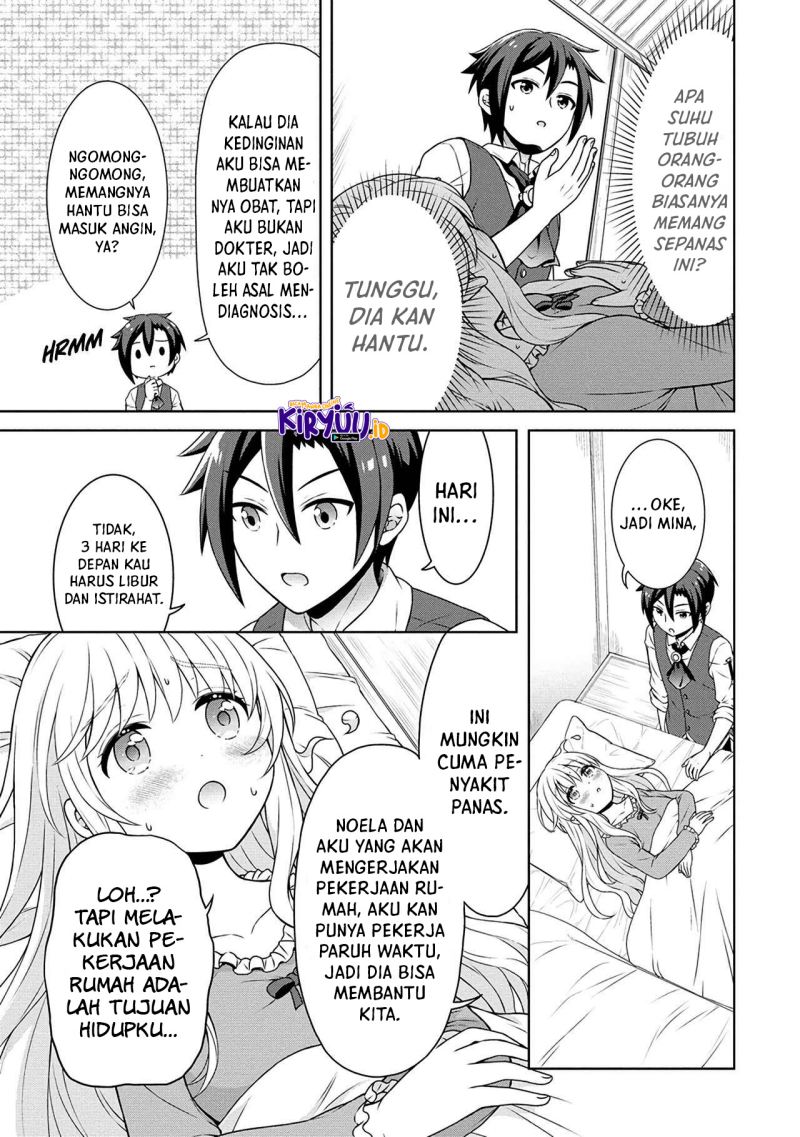 APA
SUHU
TUBUH
ORANG-
ORANG
BIASANYA
MEMANG
SEPANAS
INI?
TUNGGU,
DIA KAN
HANTU.
KALAU DIA
KEDINGINAN
AKU BISA
MEMBUATKAN
NYA OBAT, TAPI
AKU BUKAN
DOKTER, JADI
AKU TAK BO-
LEH ASAL MEN-
DIAGNOSIS...
NGOMONG-
NGOMONG,
MEMANGNYA
HANTU BISA
MASUK ANGIN,
YA?
HRMM
KIRYUU.id
...OKE,
JADI MINA,
HARI
INI...
TIDAK,
3 HARI KE
DEPAN KAU
HARUS LIBUR
DAN ISTIRAHAT.
INI
MUNGKIN
CUMA PE-
NYAKIT
PANAS.
NOELA DAN
AKU YANG AKAN
MENGERJAKAN
PEKERJAAN RU-
MAH, AKU KAN
PUNYA PEKERJA
PARUH WAKTU,
JADI DIA BISA
MEMBANTU
KITA.
LOH...?
TAPI MELA-
KUKAN PE-
KERJAAN
RUMAH ADA-
LAH TUJUAN
HIDUPKU...